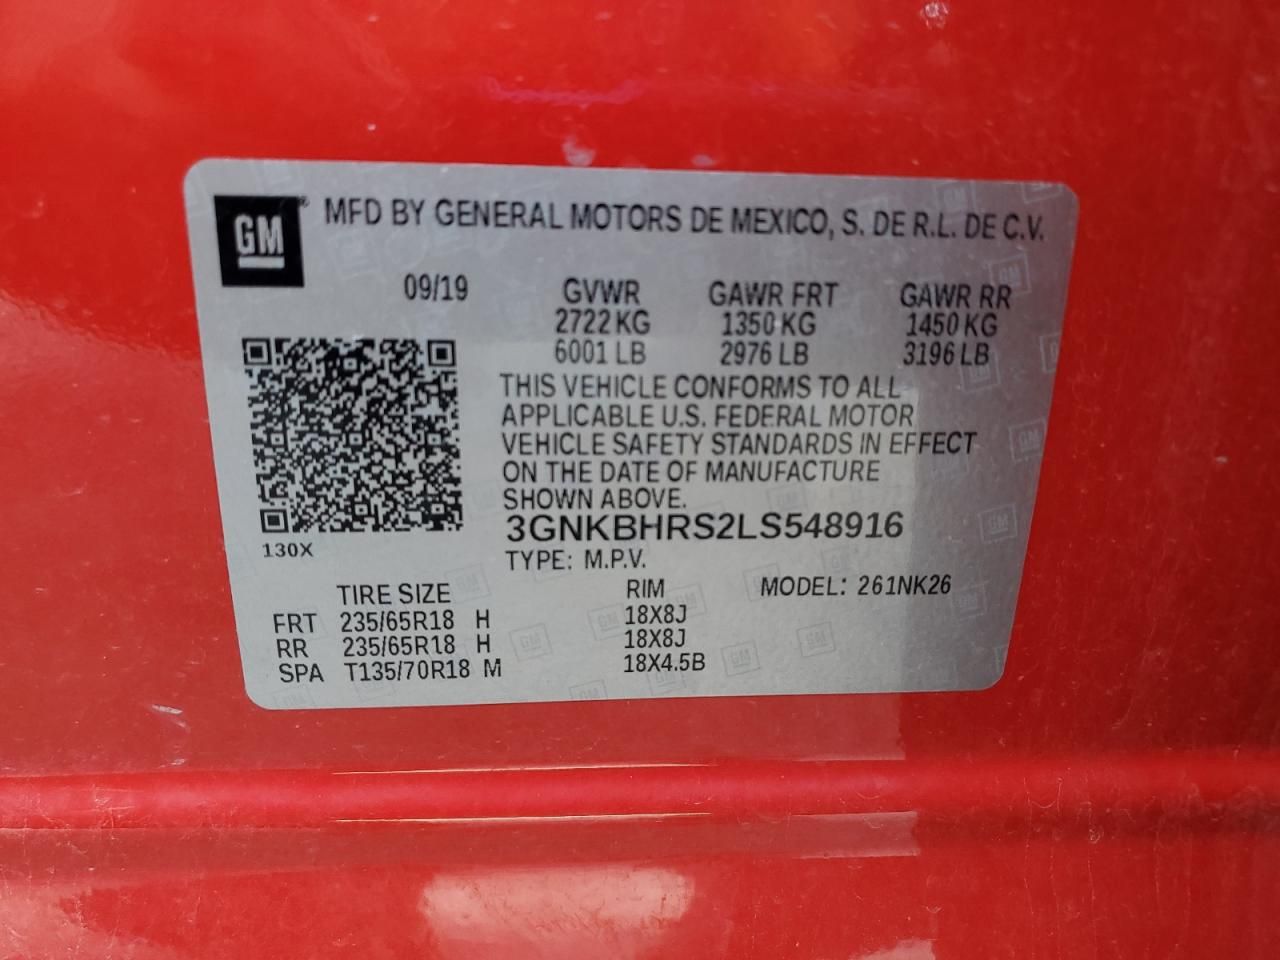 GM ® MFD BY GENERAL MOTORS DE MEXICO, S. DE R.L. DE C.V.
09/19 GVWR GAWR FRT GAWR RR
2722 KG 1350 KG 1450 KG
6001 LB 2976 LB 3196 LB
THIS VEHICLE CONFORMS TO ALL
APPLICABLE U.S. FEDERAL MOTOR
VEHICLE SAFETY STANDARDS IN EFFECT
ON THE DATE OF MANUFACTURE
SHOWN ABOVE.
3GNKBHRS2LS548916
130X
TYPE: M.P.V.
TIRE SIZE RIM MODEL: 261NK26
FRT 235/65R18 H 18X8J
RR 235/65R18 H 18X8J
SPA T135/70R18 M 18X4.5B